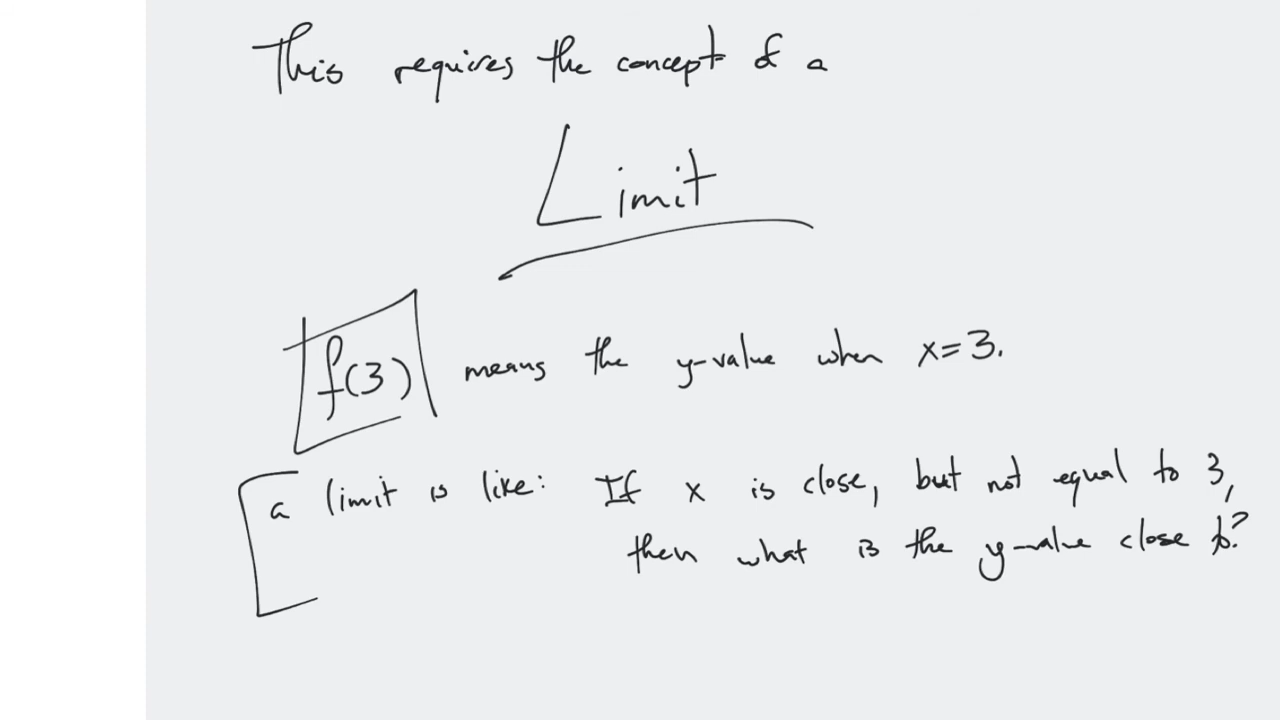 This requires the concept of a
Limit
f(3) means the y-value when x=3.
a limit is like: If x is close, but not equal to 3,
then what is the y-value close to?